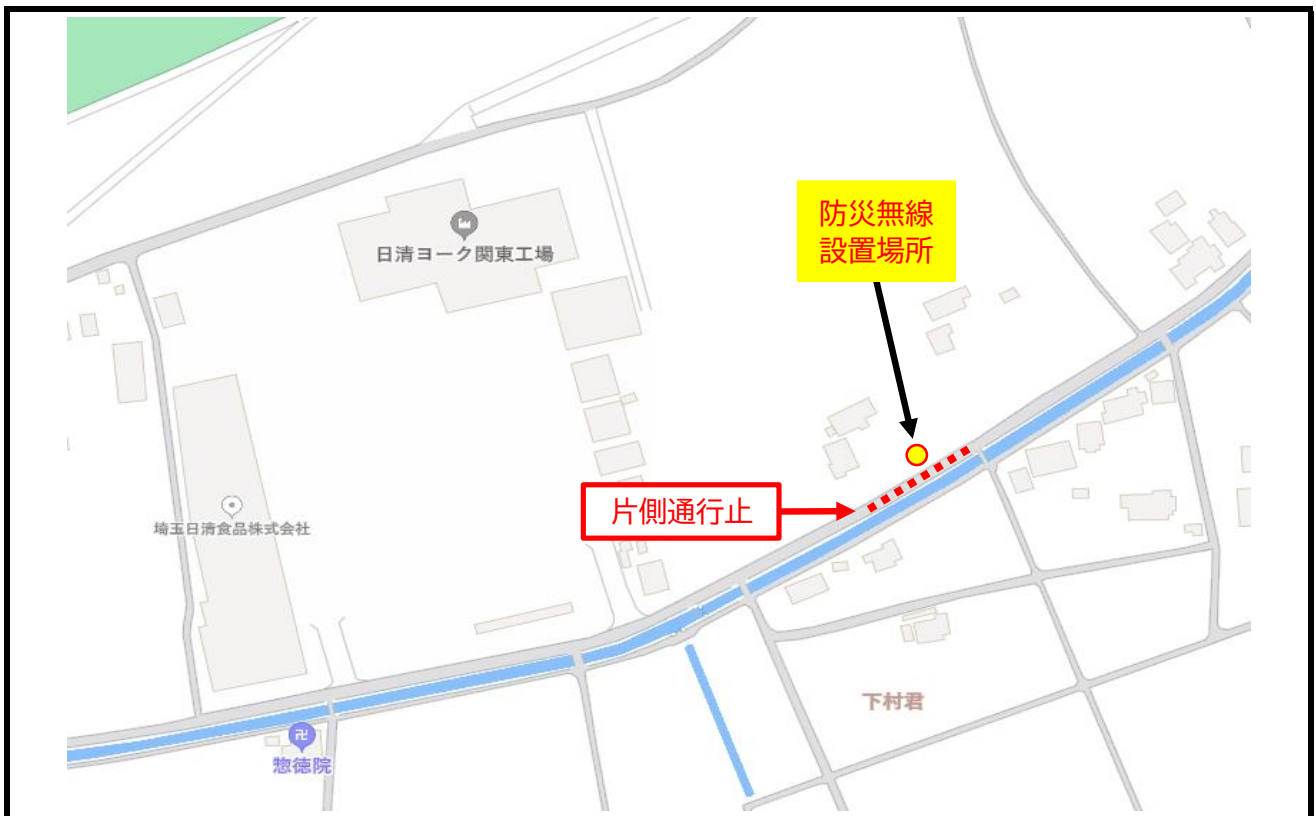 防災無線
設置場所
日清ヨーク関東工場
片側通行止
埼玉日清食品株式会社
下村君
卍
惣徳院